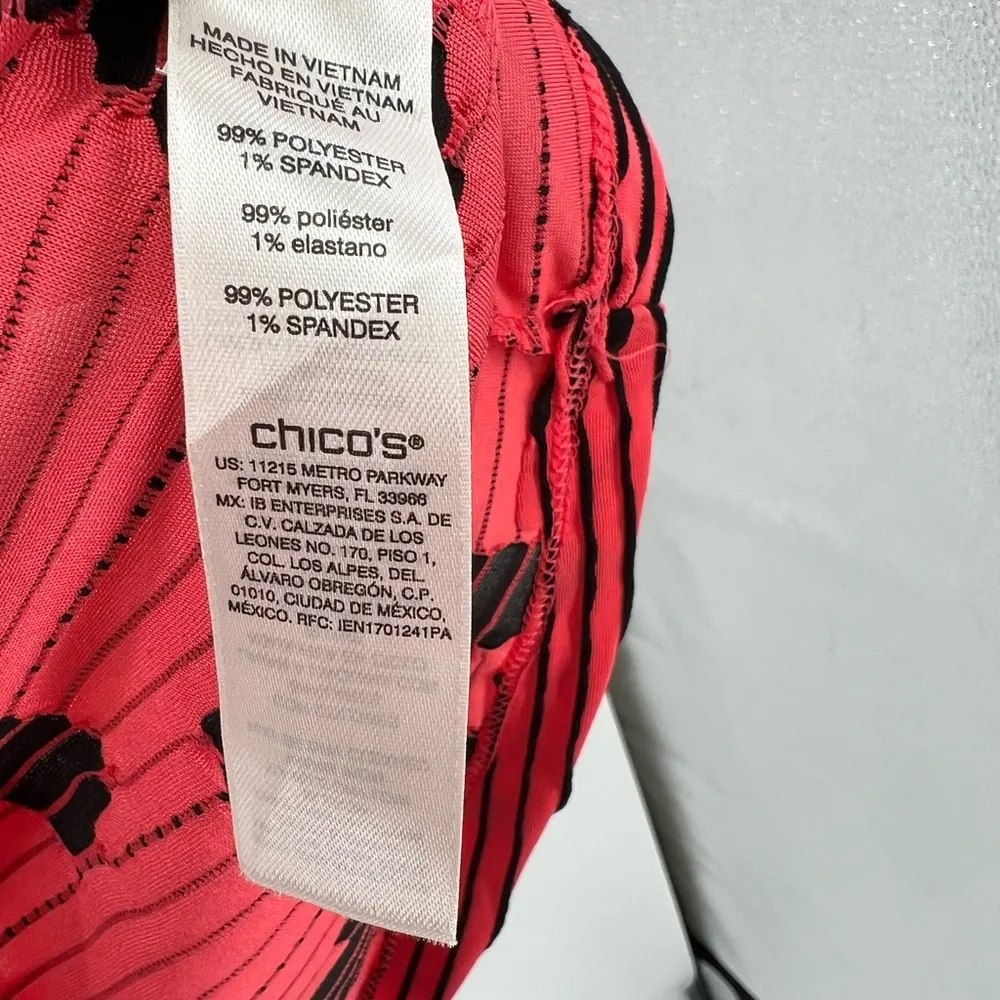 MADE IN VIETNAM
HECHO EN VIETNAM
FABRIQUÉ AU
VIETNAM
99% POLYESTER
1% SPANDEX
99% poliéster
1% elastano
99% POLYESTER
1% SPANDEX
chico's®
US: 11215 METRO PARKWAY
FORT MYERS, FL 33966
MX: IB ENTERPRISES S.A. DE
C.V. CALZADA DE LOS
LEONES NO. 170, PISO 1,
COL. LOS ALPES, DEL.
ÁLVARO OBREGÓN, C.P.
01010, CIUDAD DE MÉXICO,
MÉXICO. RFC: IEN1701241PA